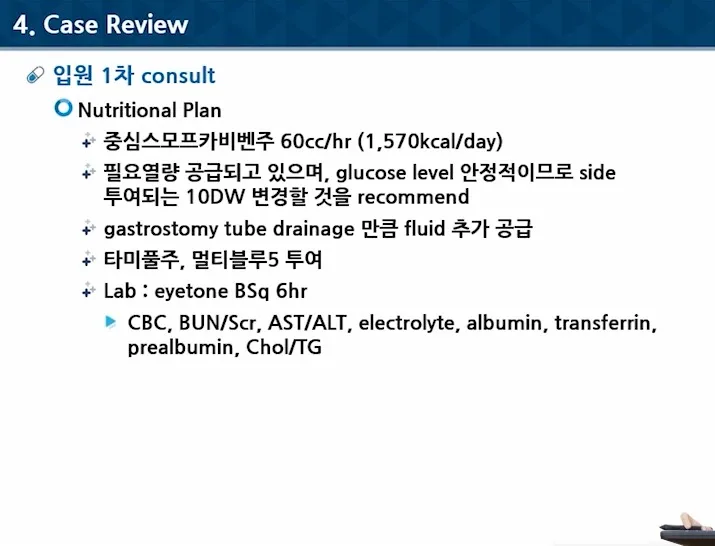 4. Case Review
입원 1차 consult
Nutritional Plan
중심스모프카비벤주 60cc/hr (1,570kcal/day)
필요열량 공급되고 있으며, glucose level 안정적이므로 side
투여되는 10DW 변경할 것을 recommend
gastrostomy tube drainage 만큼 fluid 추가 공급
타미풀주, 멀티블루5 투여
Lab : eyetone BSq 6hr
CBC, BUN/Scr, AST/ALT, electrolyte, albumin, transferrin,
prealbumin, Chol/TG